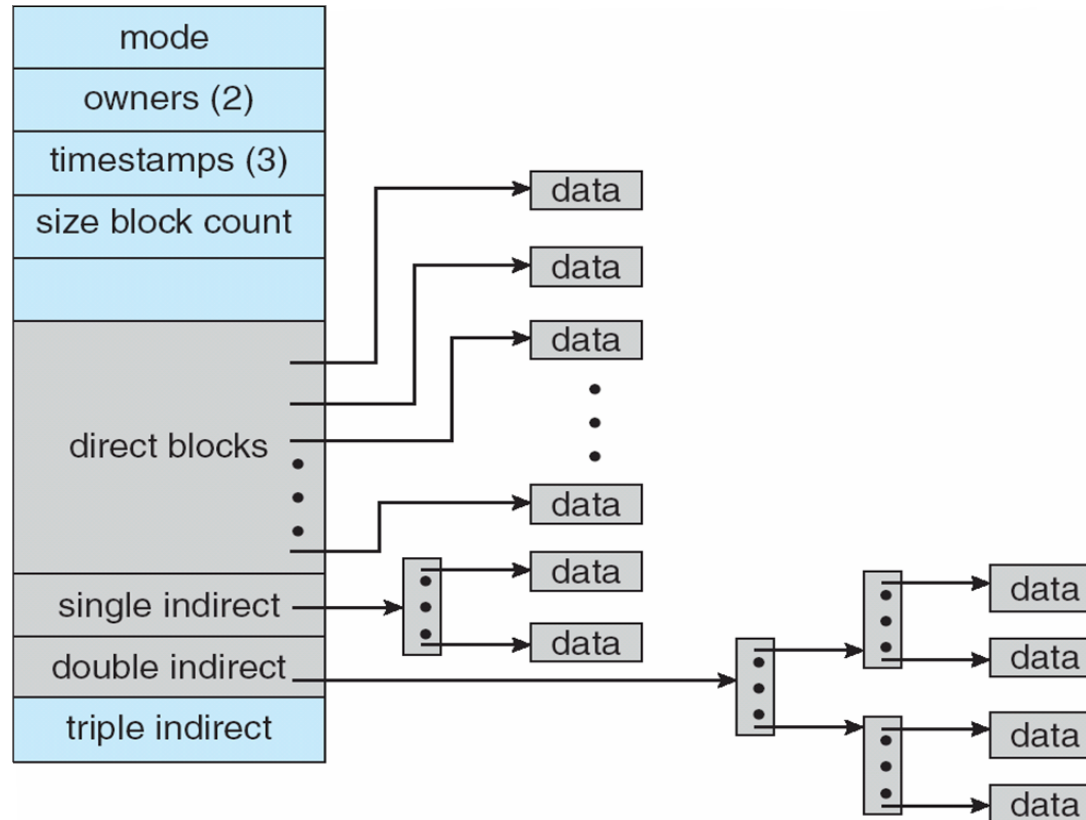 mode
owners (2)
timestamps (3)
size block count
direct blocks
single indirect
double indirect
triple indirect
data
data
data
data
data
data
data
data
data
data